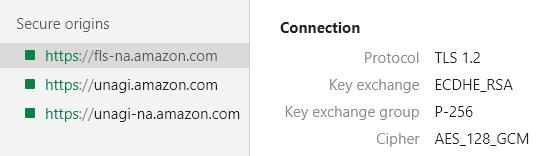 Secure origins
https://fls-na.amazon.com
https://unagi.amazon.com
https://unagi-na.amazon.com
Connection
Protocol TLS 1.2
Key exchange ECDHE_RSA
Key exchange group P-256
Cipher AES_128_GCM